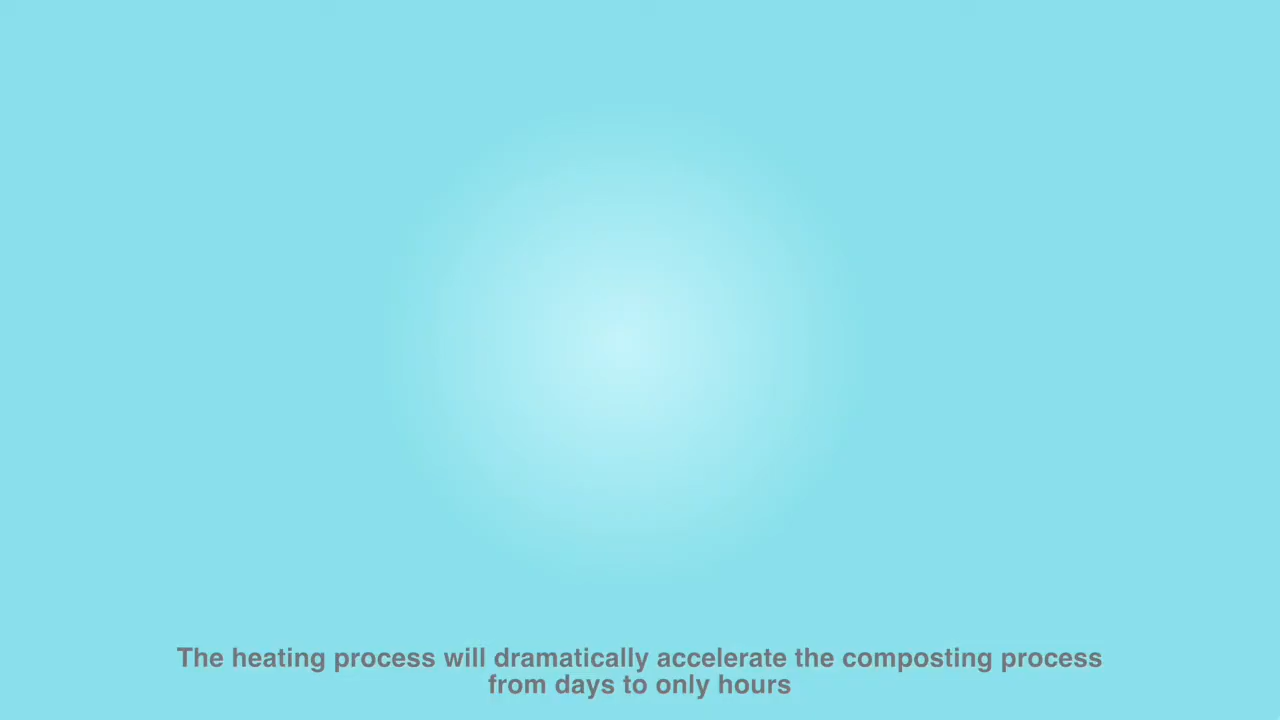 The heating process will dramatically accelerate the composting process
from days to only hours